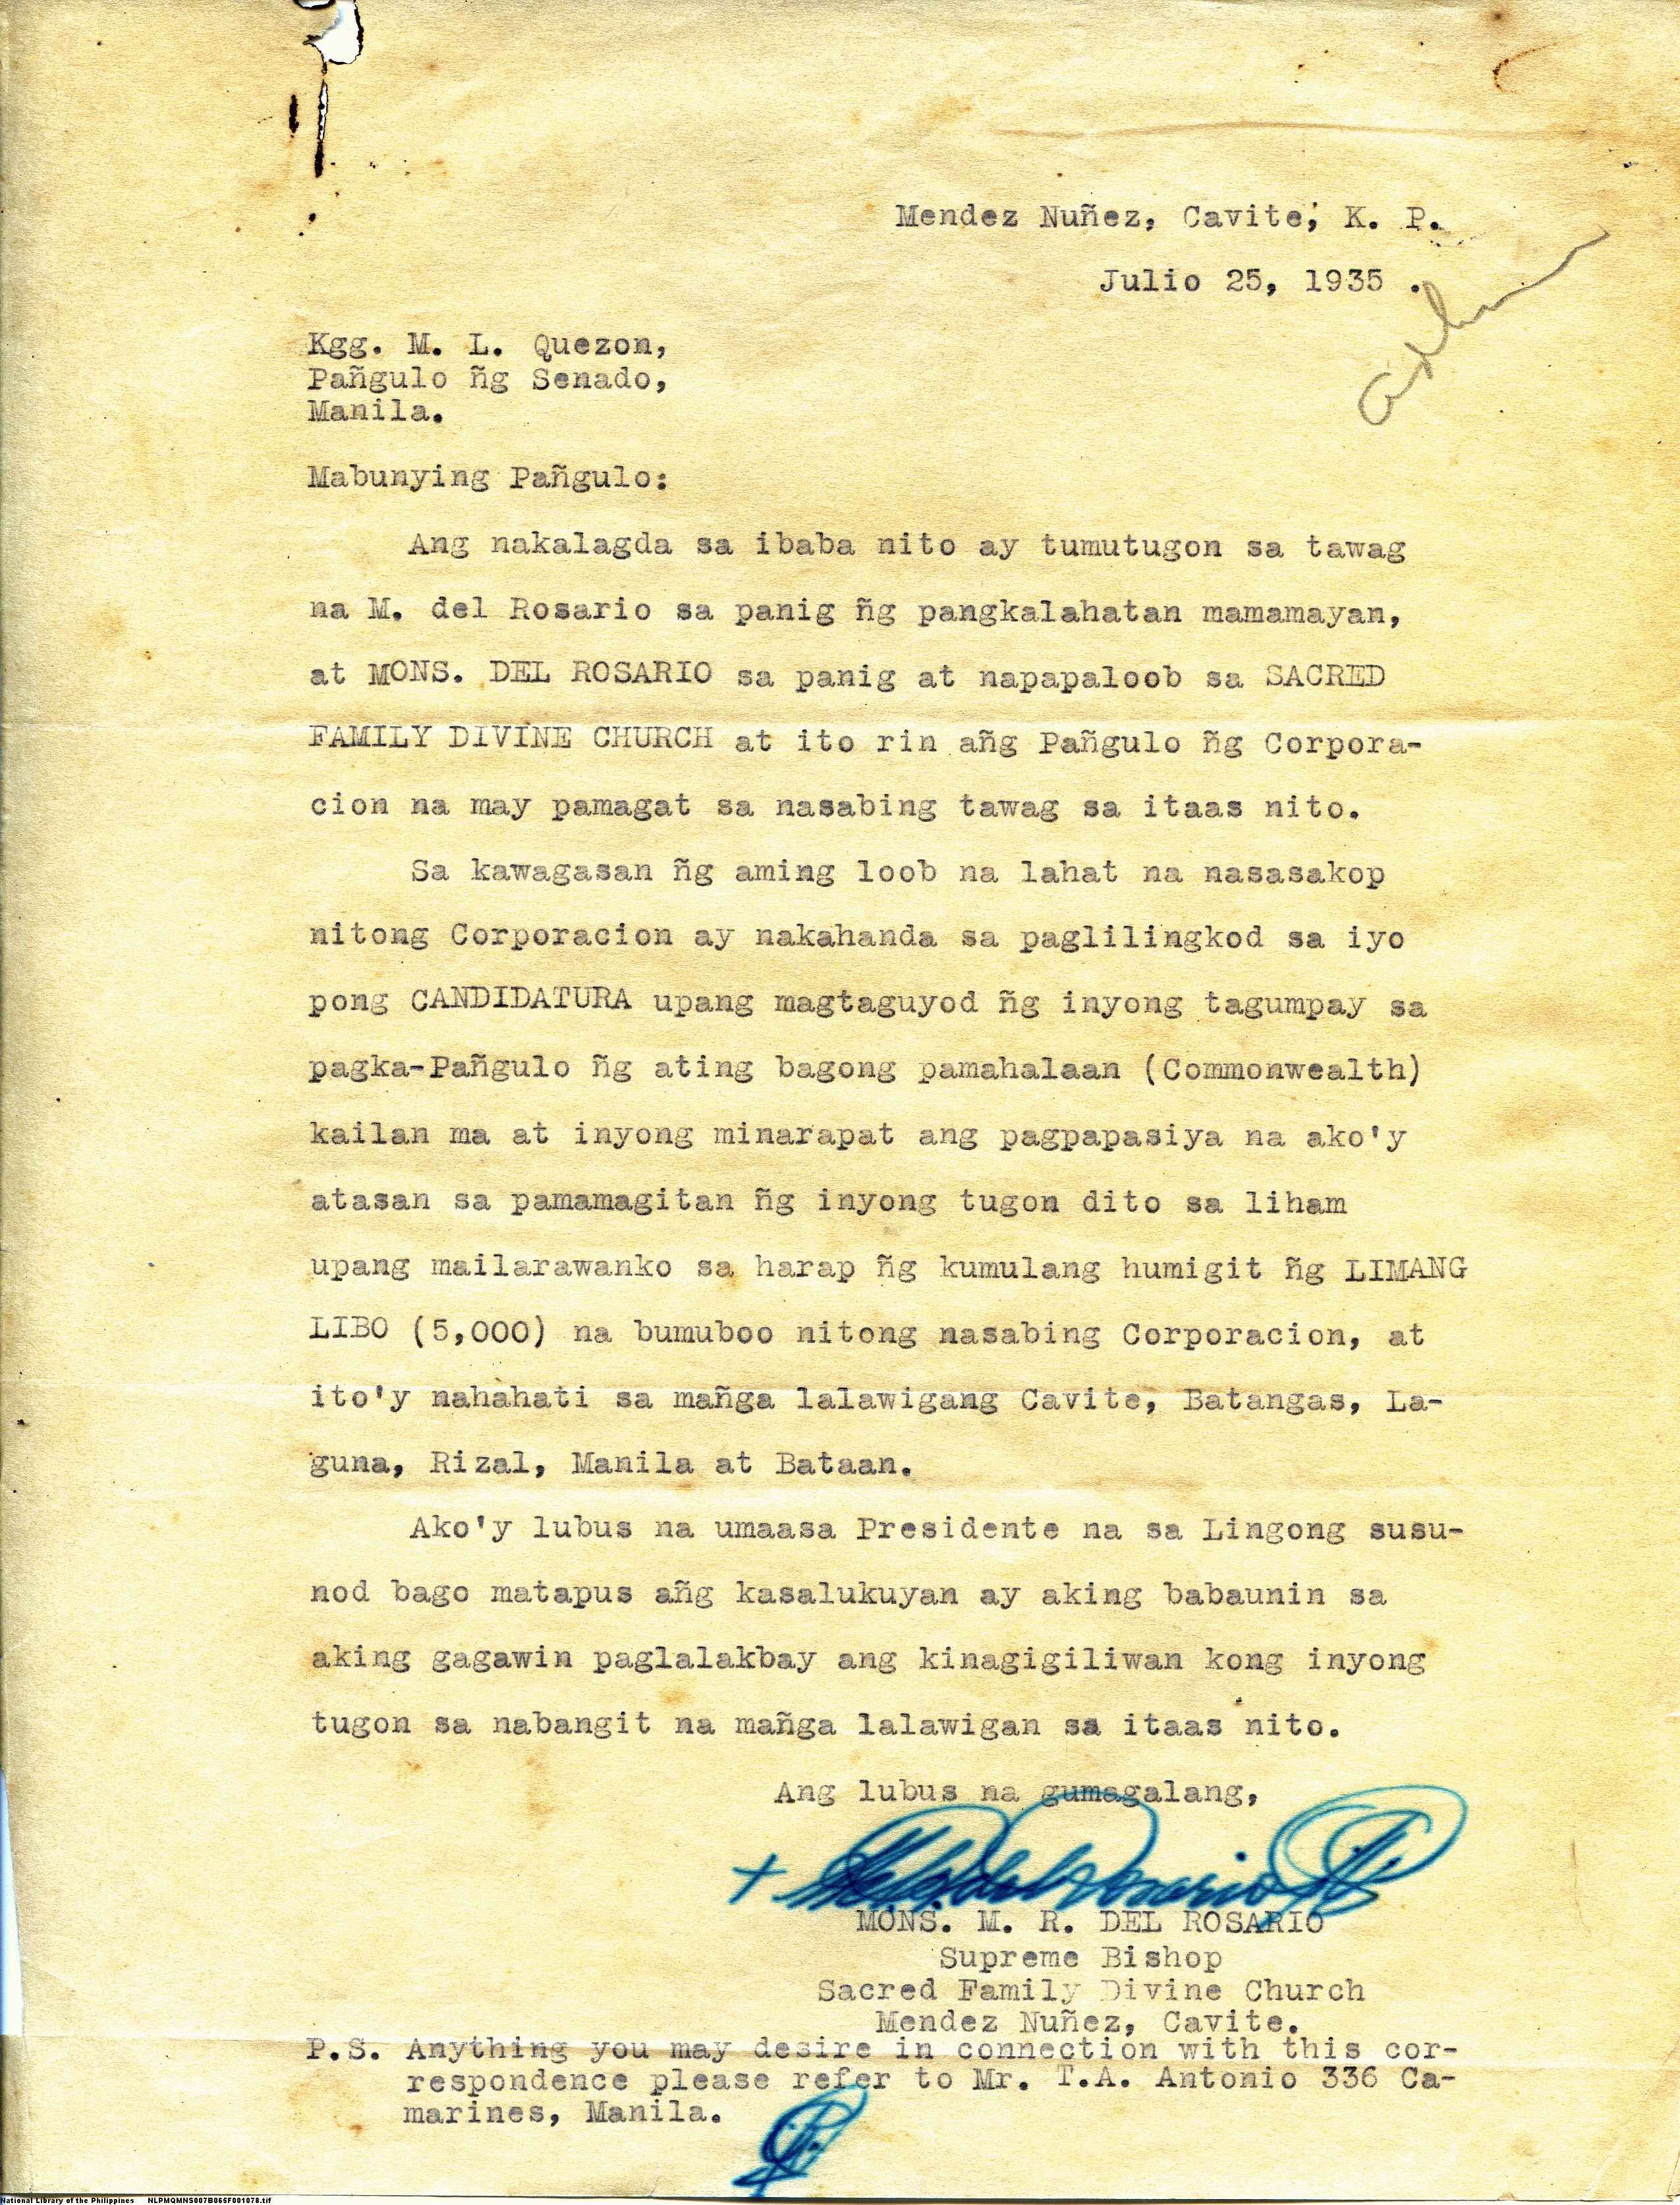 Mendez Nuñez, Cavite, K. P.
Julio 25, 1935 .
Kgg. M. L. Quezon,
Pañgulo ñg Senado,
Manila.
Mabunying Pañgulo:
Ang nakalagda sa ibaba nito ay tumutugon sa tawag
na M. del Rosario sa panig ñg pangkalahatan mamamayan,
at MONS. DEL ROSARIO sa panig at napapaloob sa SACRED
FAMILY DIVINE CHURCH at ito rin añg Pañgulo ñg Corpora-
cion na may pamagat sa nasabing tawag sa itaas nito.
Sa kawagasan ñg aming loob na lahat na nasasakop
nitong Corporacion ay nakahanda sa paglilingkod sa iyo
pong CANDIDATURA upang magtaguyod ñg inyong tagumpay sa
pagka-Pañgulo ñg ating bagong pamahalaan (Commonwealth)
kailan ma at inyong minarapat ang pagpapasiya na ako'y
atasan sa pamamagitan ñg inyong tugon dito sa liham
upang mailarawanko sa harap ñg kumulang humigit ñg LIMANG
LIBO (5,000) na bumuboo nitong nasabing Corporacion, at
ito'y nahahati sa mañga lalawigang Cavite, Batangas, La-
guna, Rizal, Manila at Bataan.
Ako'y lubus na umaasa Presidente na sa Lingong susu-
nod bago matapus añg kasalukuyan ay aking babaunin sa
aking gagawin paglalakbay ang kinagigiliwan kong inyong
tugon sa nabangit na mañga lalawigan sa itaas nito.
Ang lubus na gumagalang,
MONS. M. R. DEL ROSARIO
Supreme Bishop
Sacred Family Divine Church
Mendez Nuñez, Cavite.
P.S. Anything you may desire in connection with this cor-
respondence please refer to Mr. T.A. Antonio 336 Ca-
marines, Manila.
National Library of the Philippines NLPMQMNS007B065F001078.tif